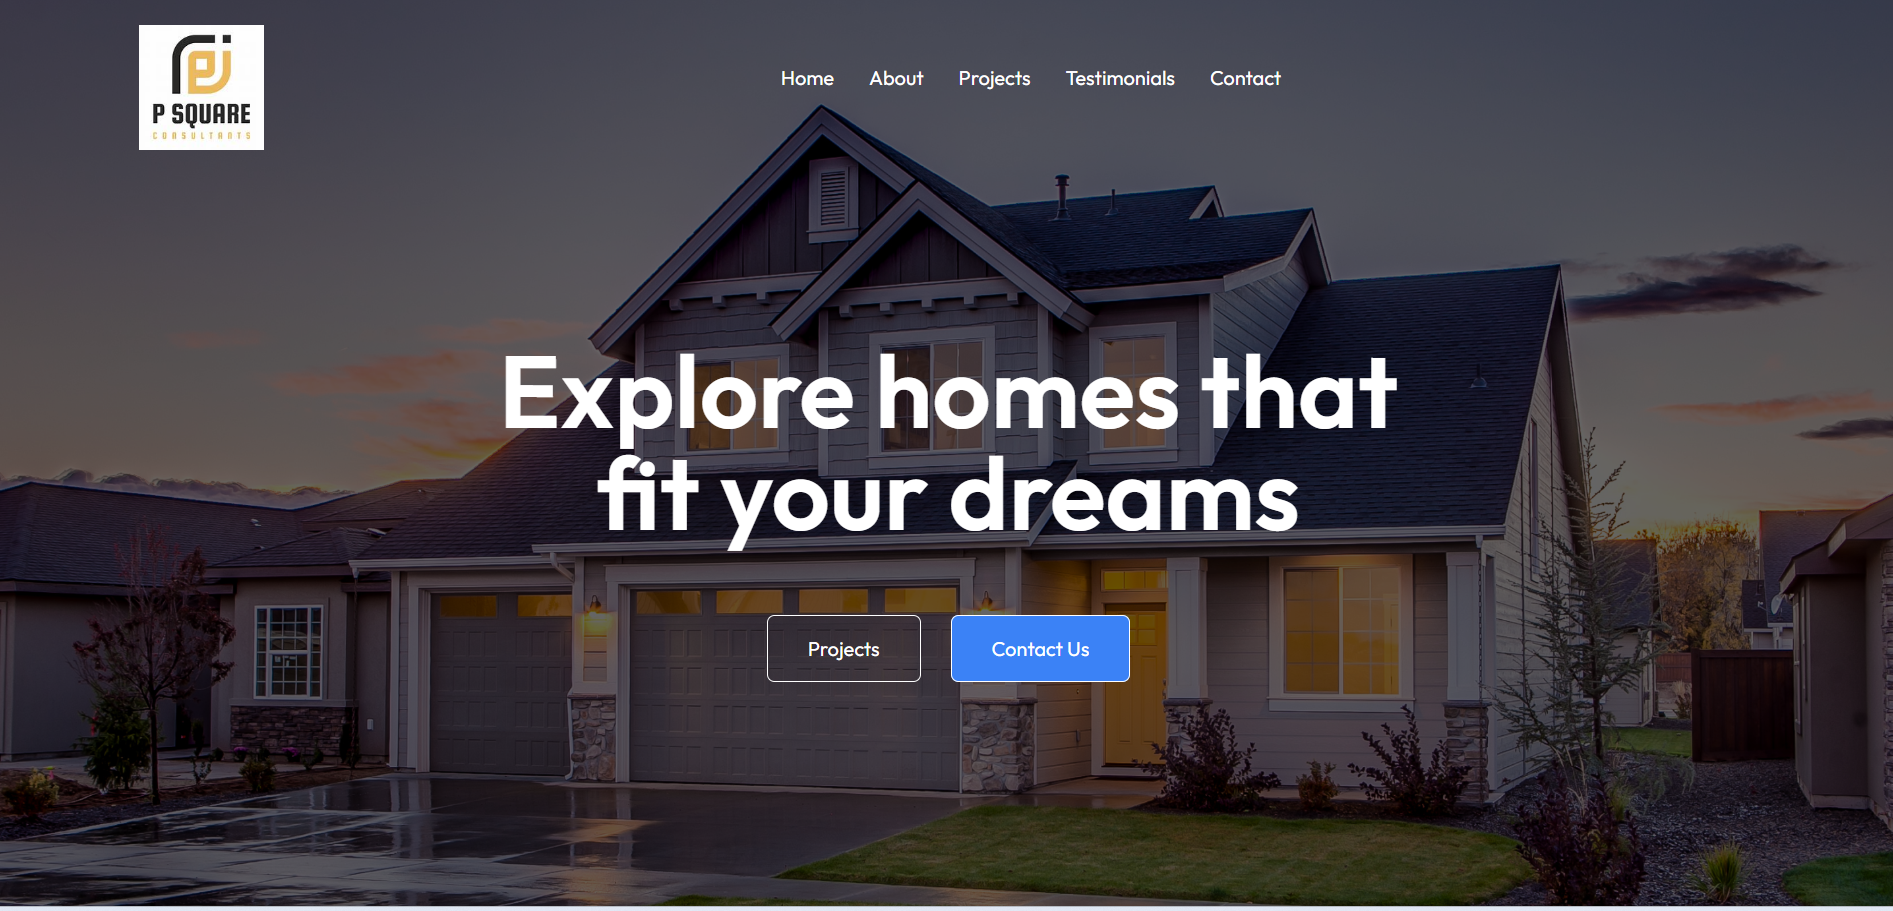 P SQUARE
CONSULTANTS
Home About Projects Testimonials Contact
Explore homes that
fit your dreams
Projects Contact Us